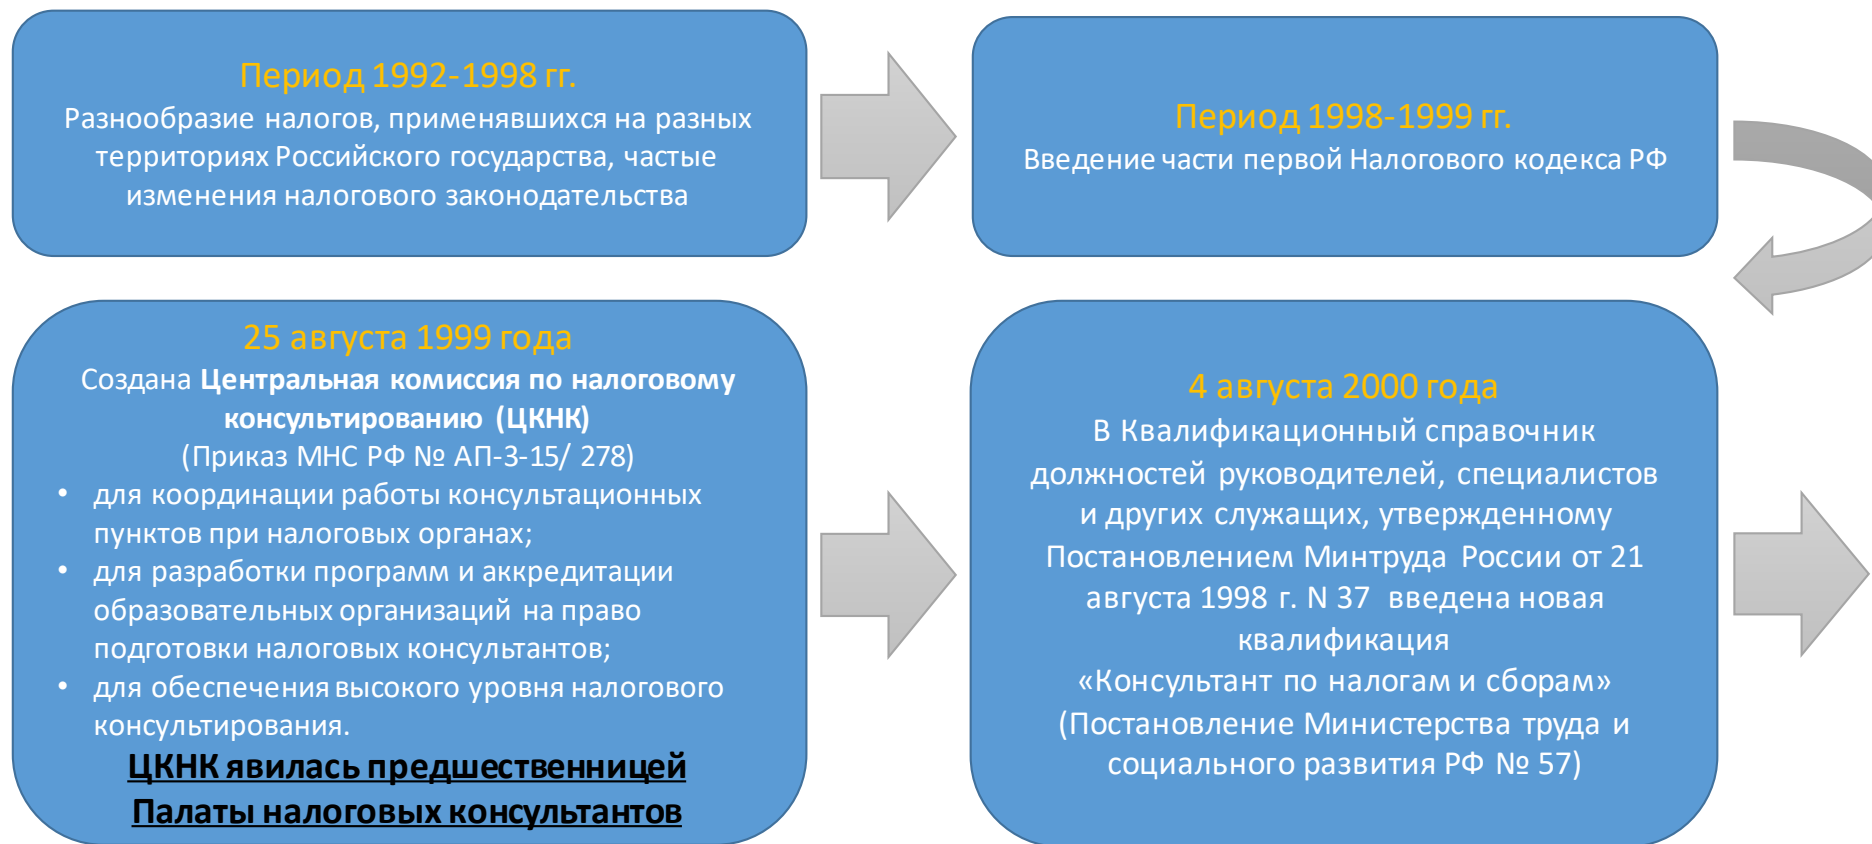 Период 1992-1998 гг.
Разнообразие налогов, применявшихся на разных
территориях Российского государства, частые
изменения налогового законодательства
Период 1998-1999 гг.
Введение части первой Налогового кодекса РФ
25 августа 1999 года
Создана Центральная комиссия по налоговому
консультированию (ЦКНК)
(Приказ МНС РФ № АП-3-15/ 278)
• для координации работы консультационных
пунктов при налоговых органах;
• для разработки программ и аккредитации
образовательных организаций на право
подготовки налоговых консультантов;
• для обеспечения высокого уровня налогового
консультирования.
ЦКНК явилась предшественницей
Палаты налоговых консультантов
4 августа 2000 года
В Квалификационный справочник
должностей руководителей, специалистов
и других служащих, утвержденному
Постановлением Минтруда России от 21
августа 1998 г. N 37 введена новая
квалификация
«Консультант по налогам и сборам»
(Постановление Министерства труда и
социального развития РФ № 57)